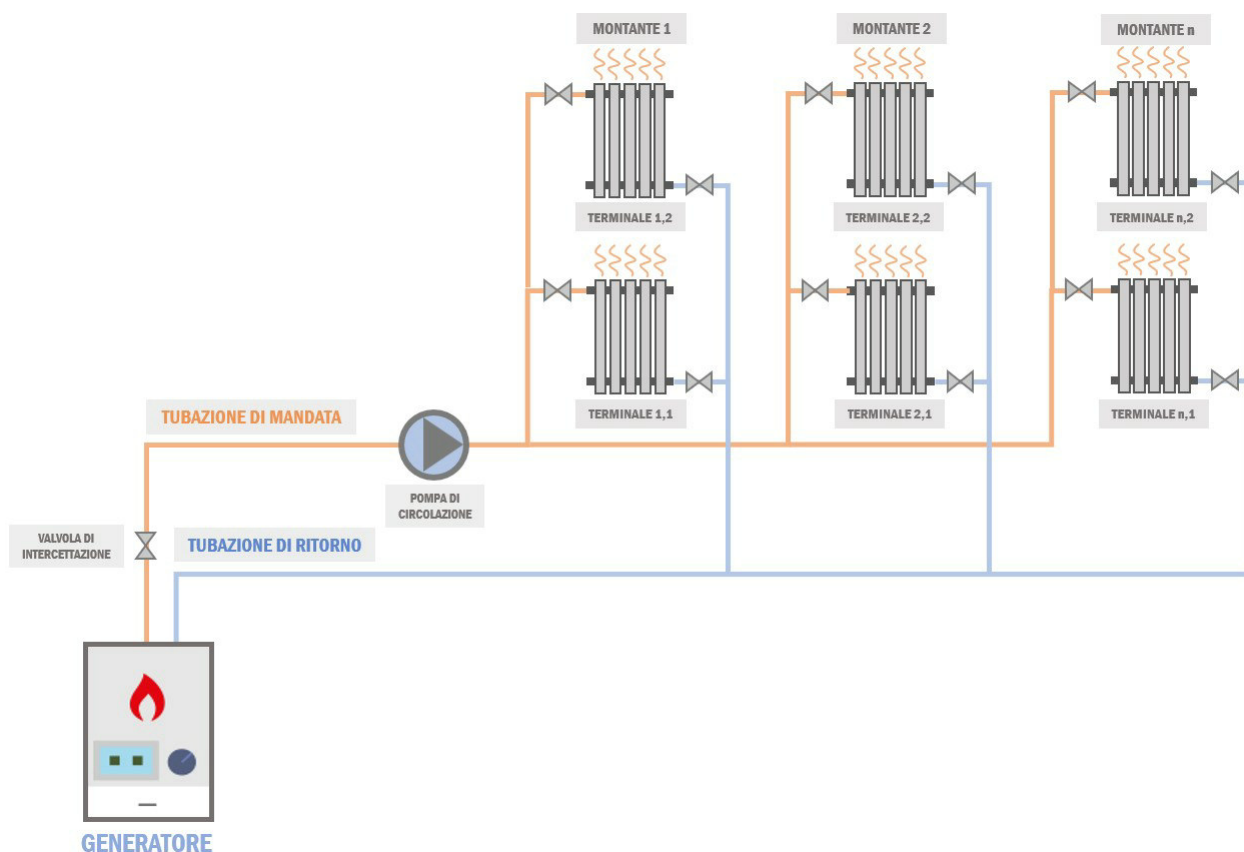 MONTANTE 1
MONTANTE 2
MONTANTE n
TERMINALE 1,2
TERMINALE 2,2
TERMINALE n,2
TERMINALE 1,1
TERMINALE 2,1
TERMINALE n,1
TUBAZIONE DI MANDATA
POMPA DI
CIRCOLAZIONE
VALVOLA DI
INTERCETTAZIONE
TUBAZIONE DI RITORNO
GENERATORE